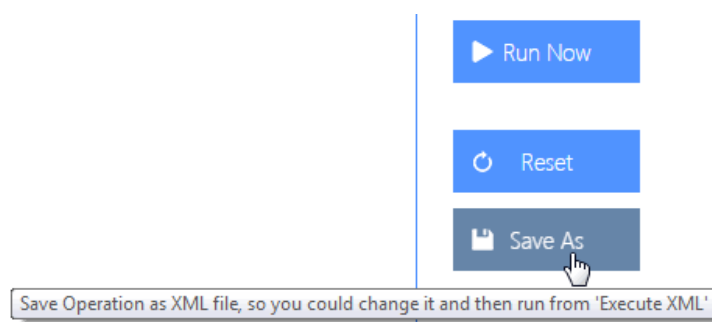 Run Now
Reset
Save As
Save Operation as XML file, so you could change it and then run from 'Execute XML'